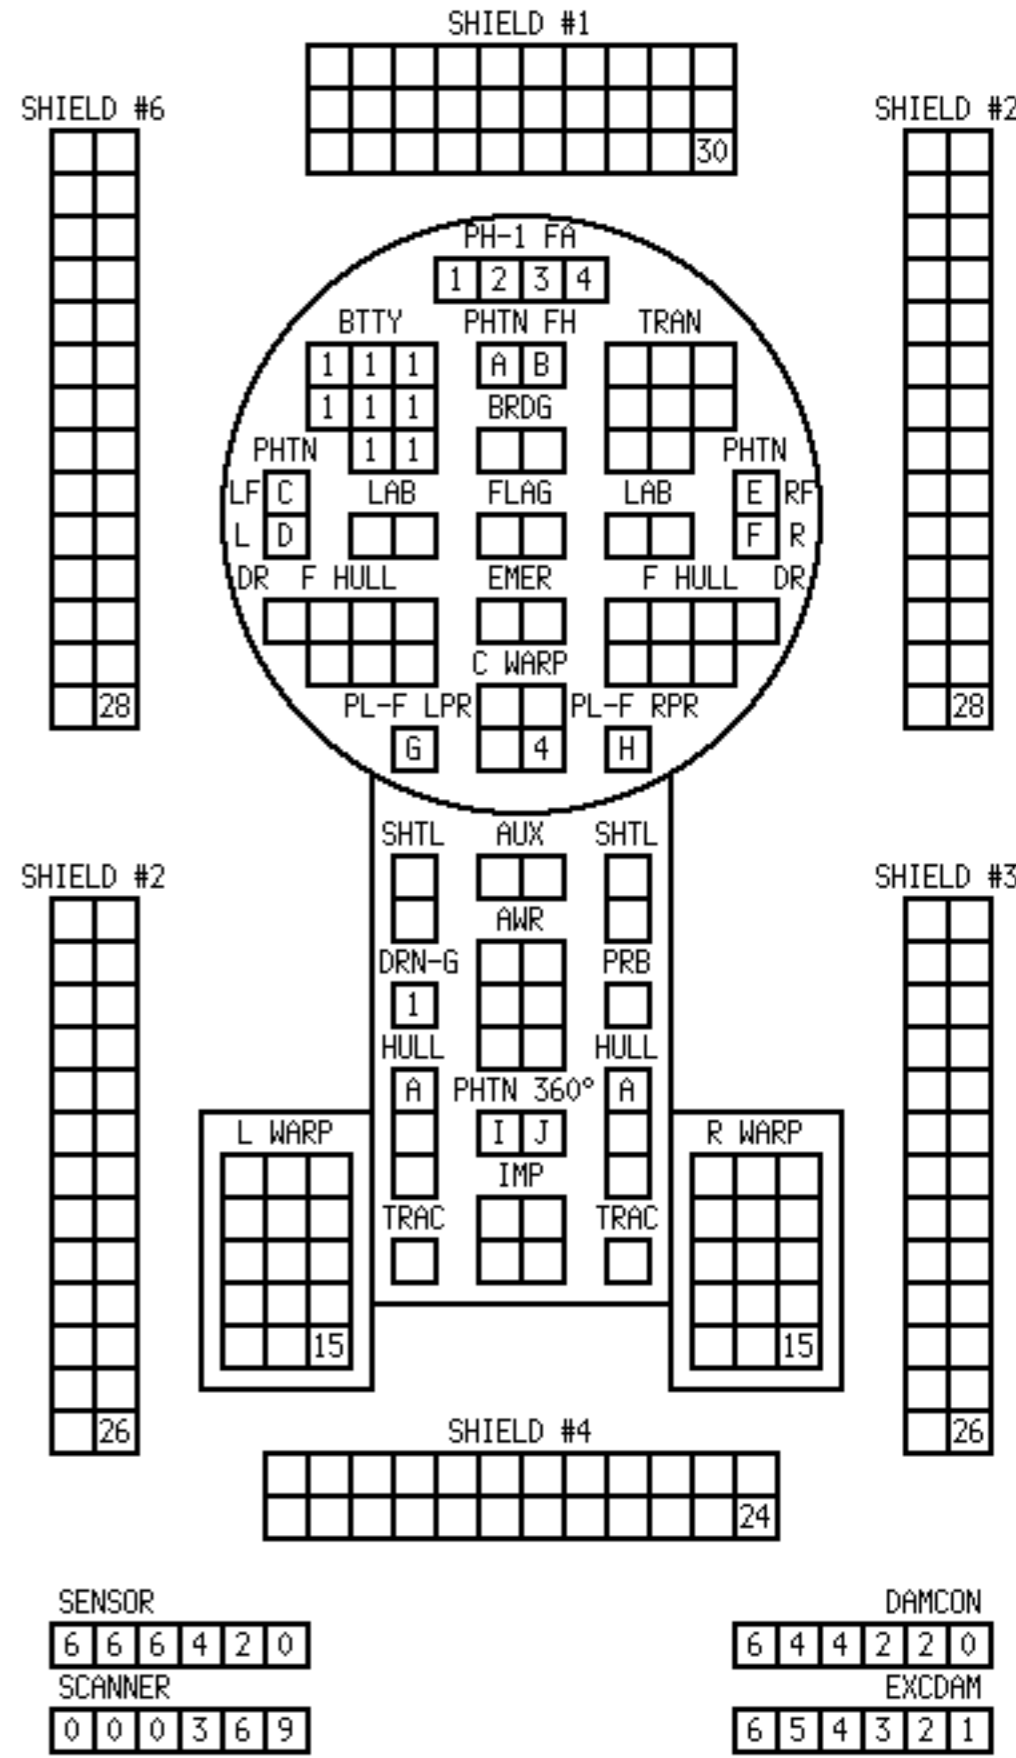 SHIELD #1
SHIELD #6
SHIELD #2
30
PH-1 FA
1 2 3 4
BTTY PHTN FH TRAN
1 1 1 A B
1 1 1 BRDG
PHTN 1 1 PHTN
LF C LAB FLAG LAB E RF
L D F R
DR F HULL EMER F HULL DR
C WARP
28 PL-F LPR PL-F RPR 28
G 4 H
SHTL AUX SHTL
SHIELD #2 SHIELD #3
AWR
DRN-G PRB
1
HULL HULL
A PHTN 360° A
L WARP I J R WARP
IMP
TRAC TRAC
15 15
26 SHIELD #4 26
24
SENSOR DAMCON
6 6 6 4 2 0 6 4 4 2 2 0
SCANNER EXCDAM
0 0 0 3 6 9 6 5 4 3 2 1